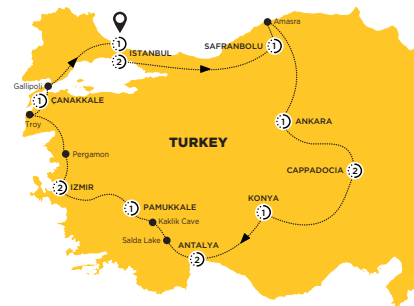 Amasra
1
ISTANBUL
2
SAFRANBOLU
1
Gallipoli
1
ÇANAKKALE
Troy
1
ANKARA
TURKEY
Pergamon
CAPPADOCIA
2
2
IZMIR
KONYA
1
1
PAMUKKALE
Kaklik Cave
Salda Lake
ANTALYA
2